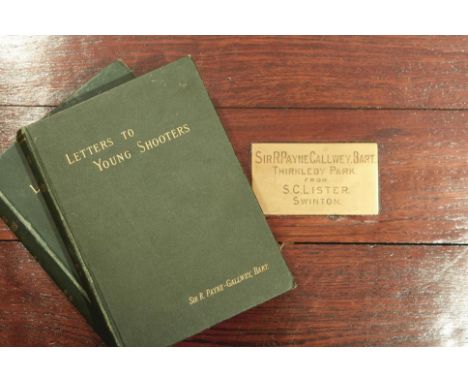 LETTERS TO
YOUNG SHOOTERS
SIR R. PAYNE-GALLWEY, BART.
L
SIR R. PAYNE GALLWEY, BART.
THIRKLEBY PARK
FROM
S.C. LISTER
SWINTON.